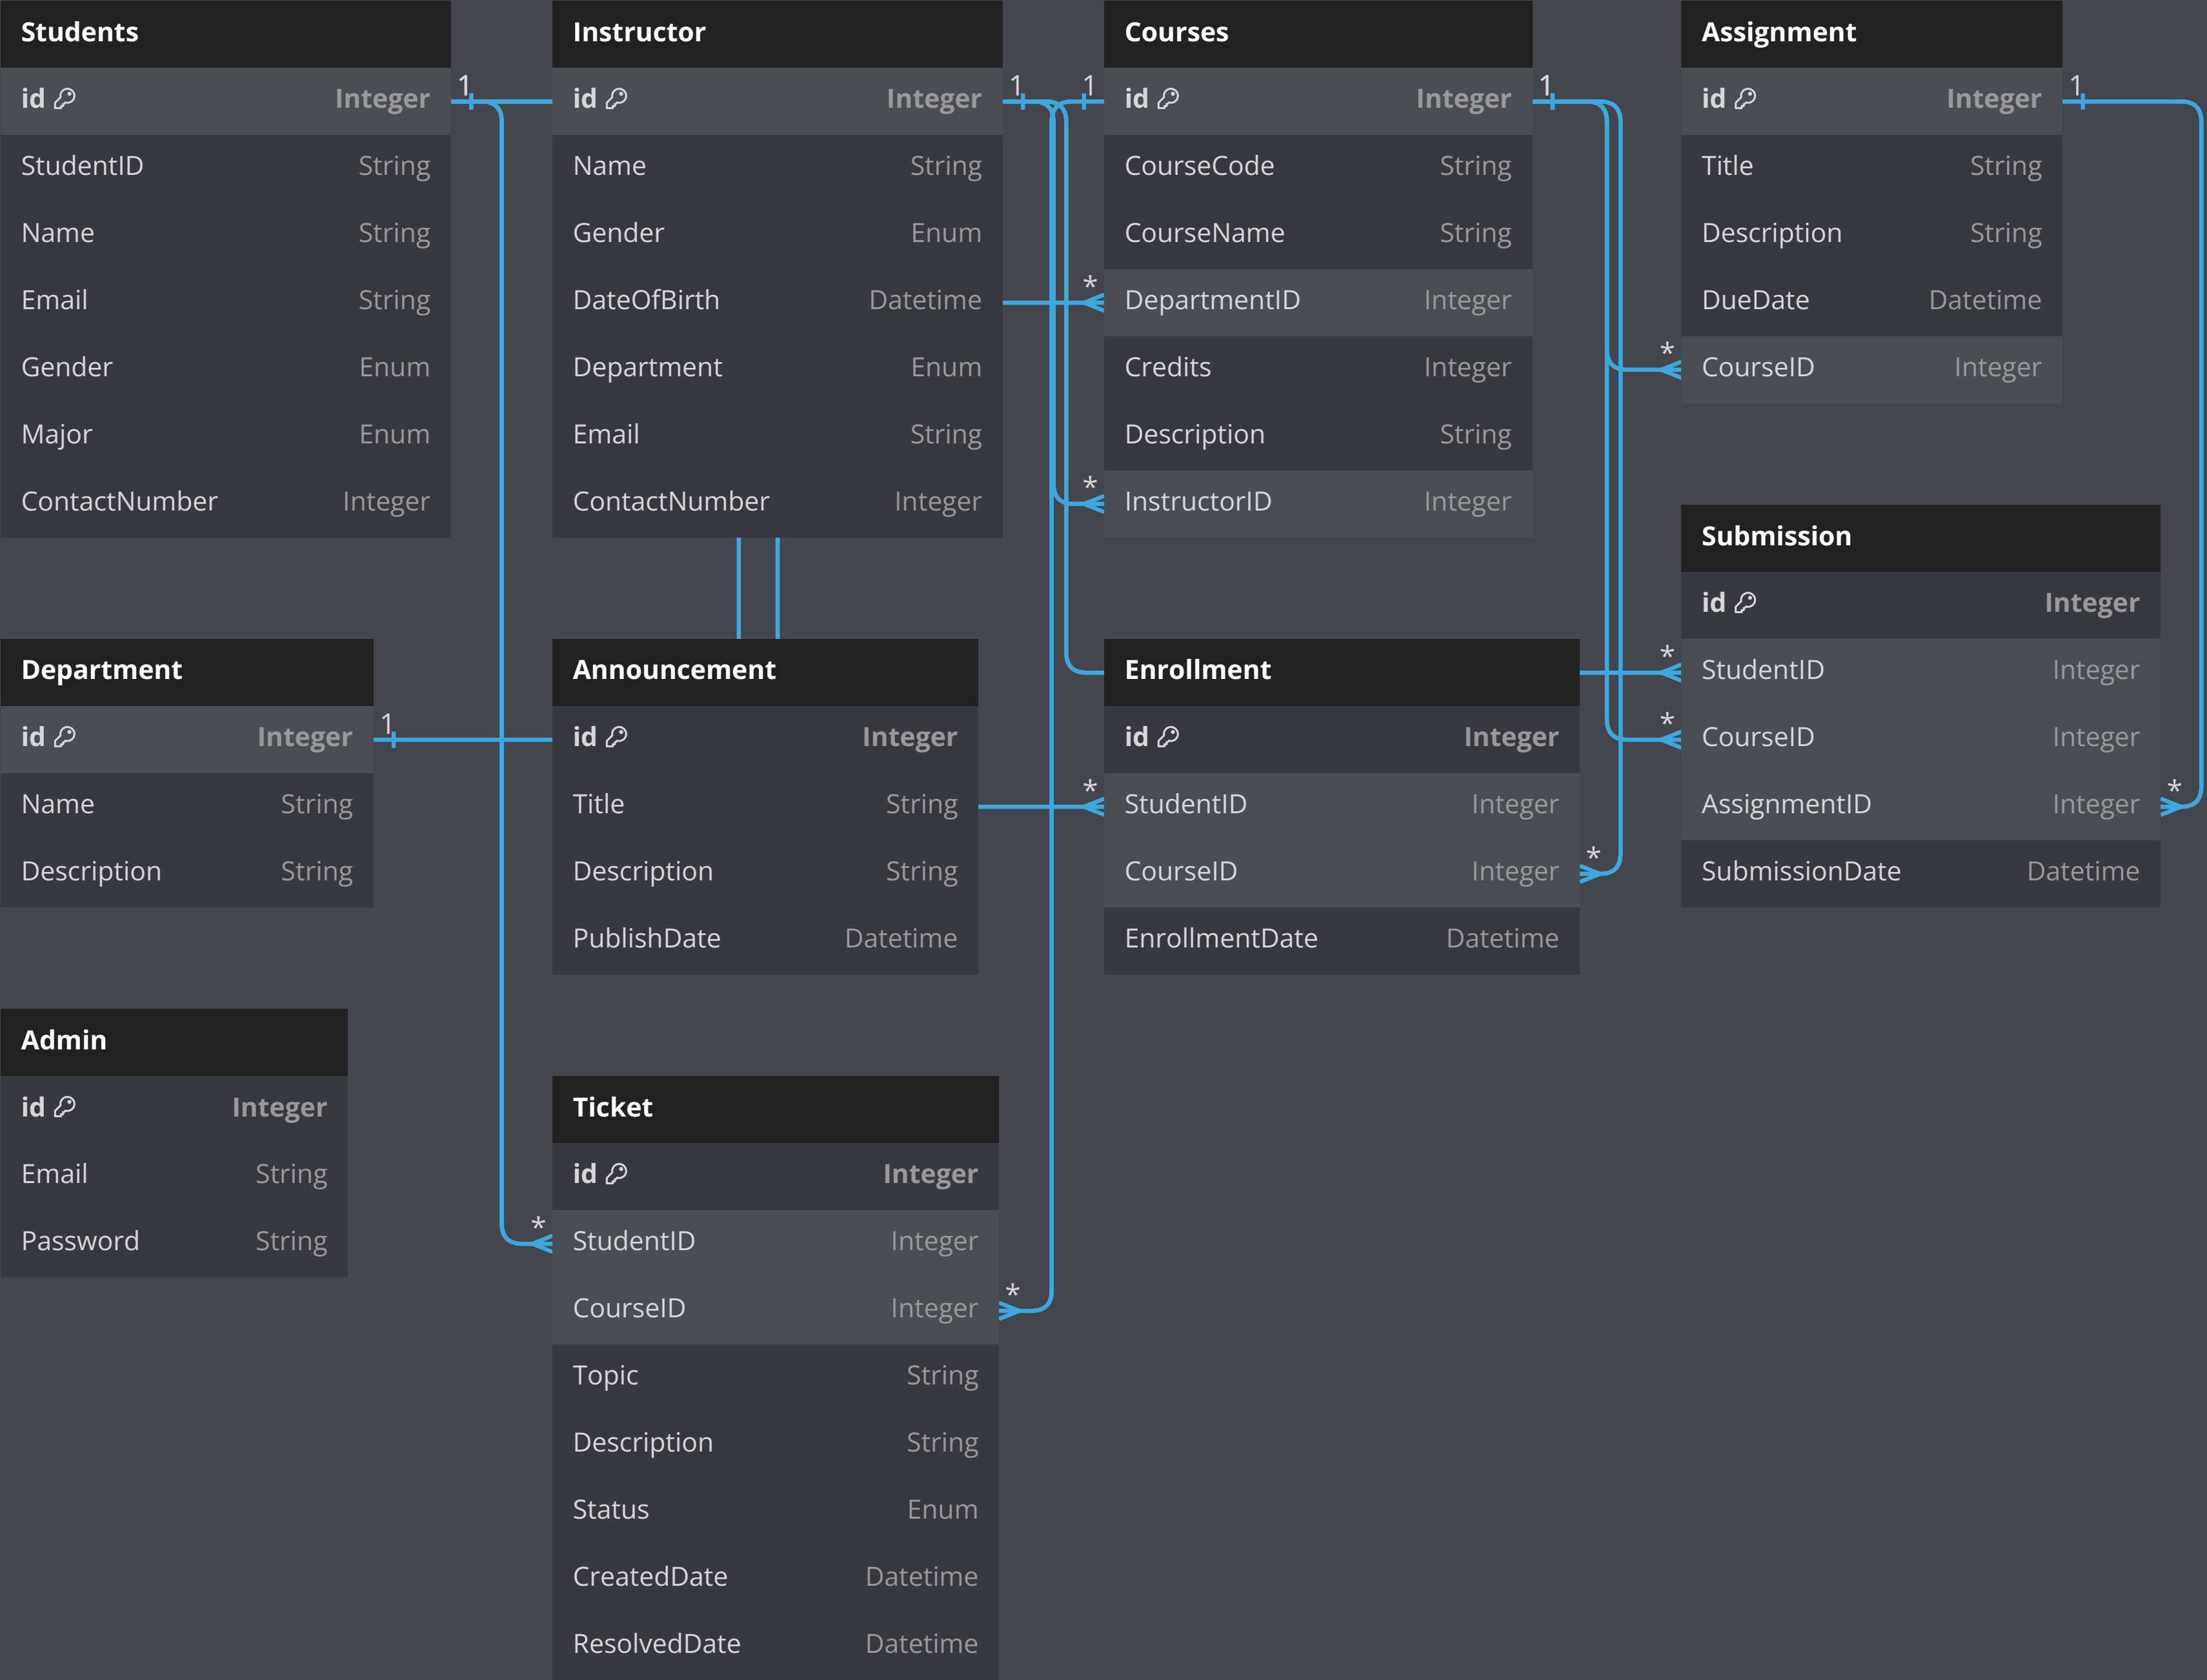 Students
id Integer
StudentID String
Name String
Email String
Gender Enum
Major Enum
ContactNumber Integer
1
Instructor
id Integer
Name String
Gender Enum
DateOfBirth Datetime
Department Enum
Email String
ContactNumber Integer
1
1
Courses
id Integer
CourseCode String
CourseName String
* DepartmentID Integer
Credits Integer
Description String
* InstructorID Integer
1
Assignment
id Integer
Title String
Description String
DueDate Datetime
* CourseID Integer
1
Submission
id Integer
* StudentID Integer
* CourseID Integer
AssignmentID Integer *
SubmissionDate Datetime
Department
id Integer 1
Name String
Description String
Announcement
id Integer
Title String
Description String
PublishDate Datetime
Enrollment
id Integer
* StudentID Integer
CourseID Integer *
EnrollmentDate Datetime
Admin
id Integer
Email String
Password String
Ticket
id Integer
* StudentID Integer
CourseID Integer *
Topic String
Description String
Status Enum
CreatedDate Datetime
ResolvedDate Datetime